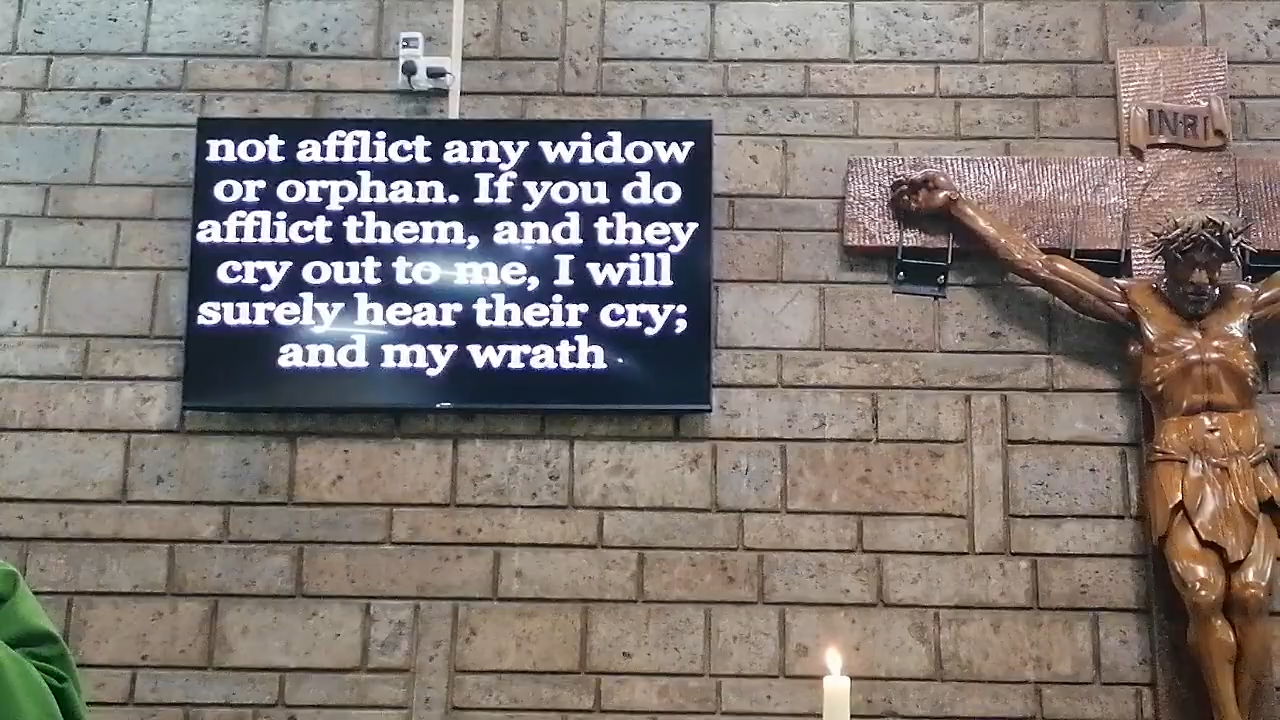 not afflict any widow
or orphan. If you do
afflict them, and they
cry out to me, I will
surely hear their cry;
and my wrath
INRI